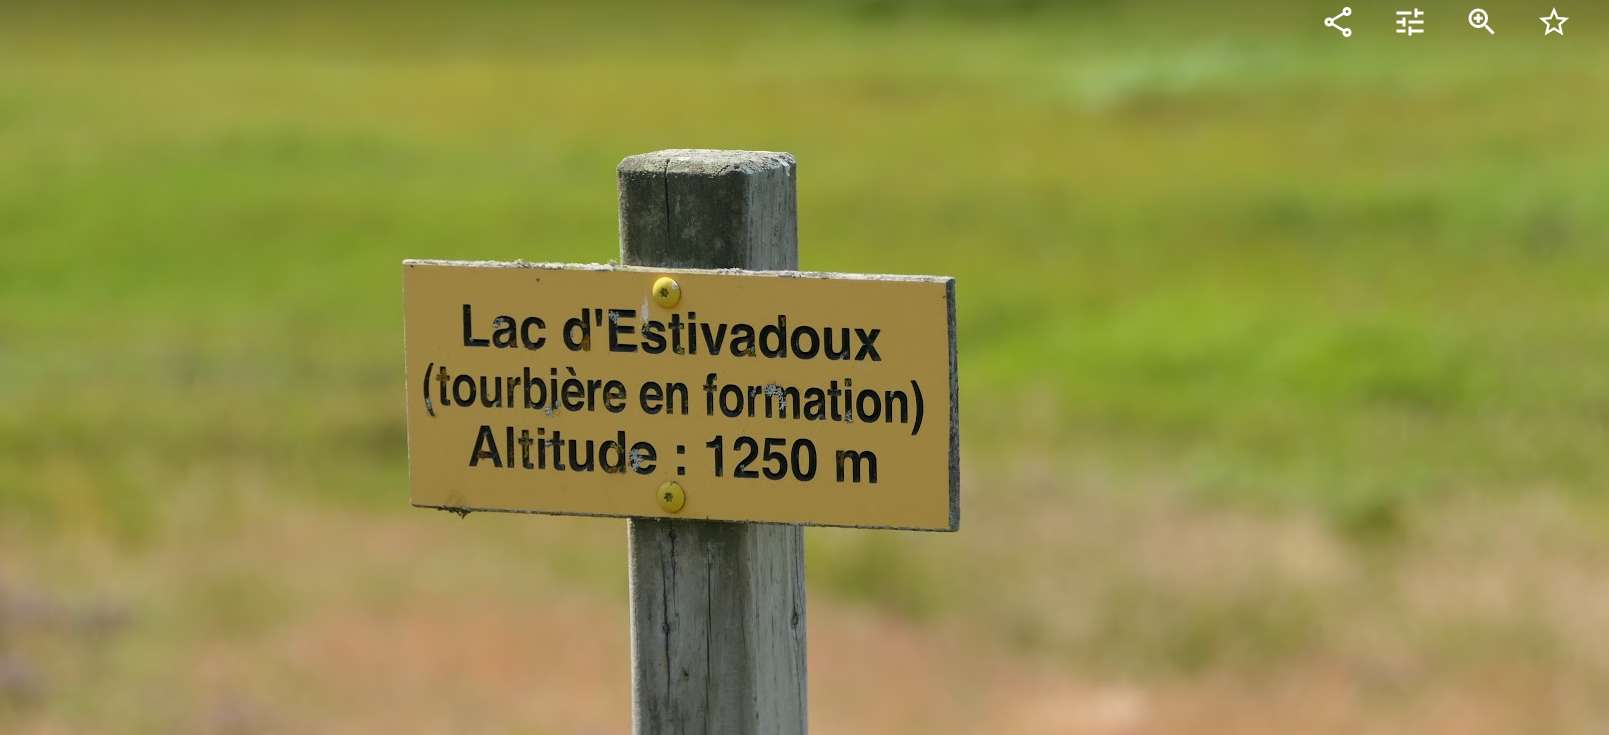 Lac d'Estivadoux
(tourbière en formation)
Altitude : 1250 m